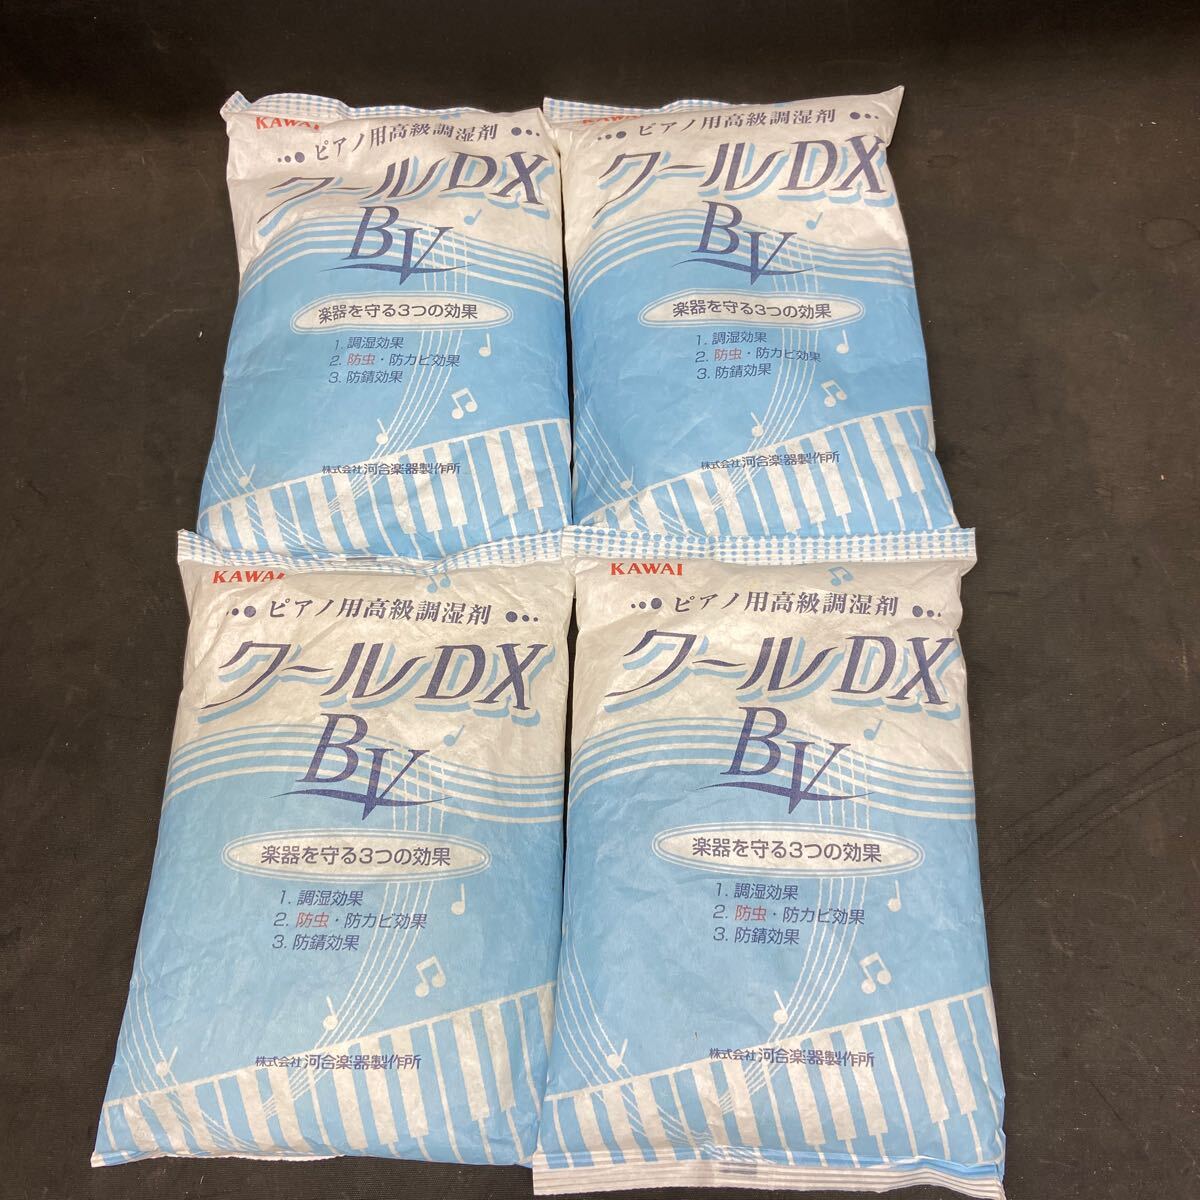 KAWAI
ピアノ用高級調湿剤
クールDX
BV
楽器を守る3つの効果
1. 調湿効果
2. 防虫・防カビ効果
3. 防錆効果
株式会社 河合楽器製作所
KAWAI
ピアノ用高級調湿剤
クールDX
BV
楽器を守る3つの効果
1. 調湿効果
2. 防虫・防カビ効果
3. 防錆効果
株式会社 河合楽器製作所
KAWAI
ピアノ用高級調湿剤
クールDX
BV
楽器を守る3つの効果
1. 調湿効果
2. 防虫・防カビ効果
3. 防錆効果
株式会社 河合楽器製作所
KAWAI
ピアノ用高級調湿剤
クールDX
BV
楽器を守る3つの効果
1. 調湿効果
2. 防虫・防カビ効果
3. 防錆効果
株式会社 河合楽器製作所